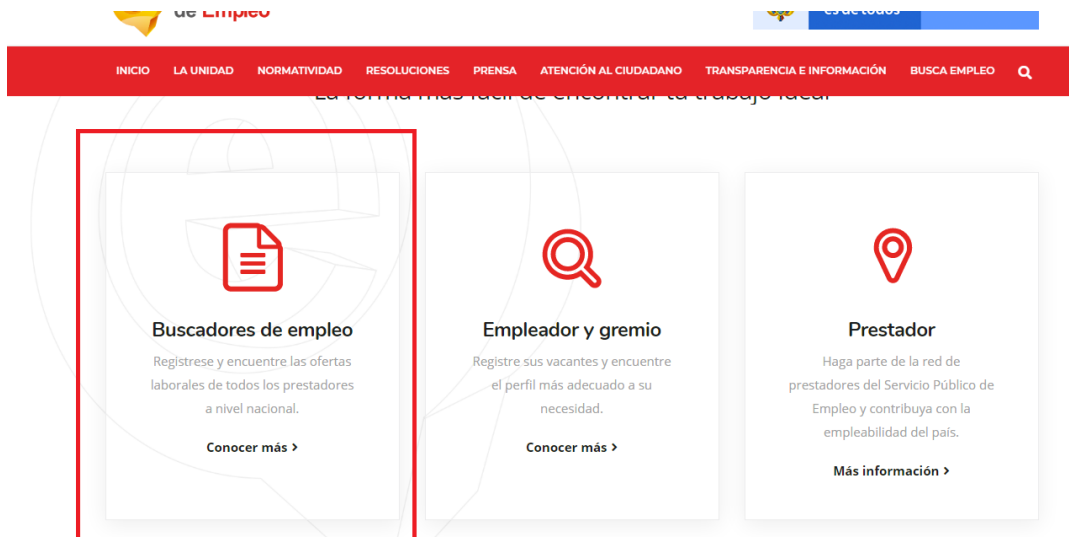 de Empleo
es de todos
INICIO LA UNIDAD NORMATIVIDAD RESOLUCIONES PRENSA ATENCIÓN AL CIUDADANO TRANSPARENCIA E INFORMACIÓN BUSCA EMPLEO
La forma más fácil de encontrar tu trabajo ideal
Buscadores de empleo
Registrese y encuentre las ofertas
laborales de todos los prestadores
a nivel nacional.
Conocer más >
Empleador y gremio
Registre sus vacantes y encuentre
el perfil más adecuado a su
necesidad.
Conocer más >
Prestador
Haga parte de la red de
prestadores del Servicio Público de
Empleo y contribuya con la
empleabilidad del país.
Más información >